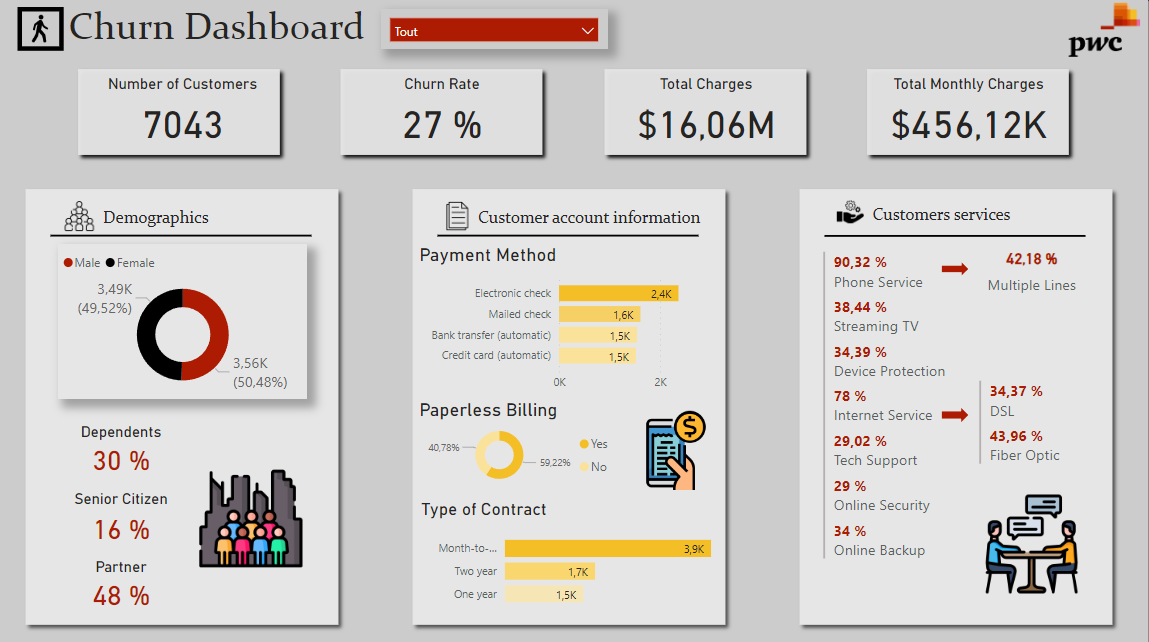 Churn Dashboard
Tout
pwc
Number of Customers
7043
Churn Rate
27 %
Total Charges
$16,06M
Total Monthly Charges
$456,12K
Demographics
Male Female
3,49K
(49,52%)
3,56K
(50,48%)
Dependents
30 %
Senior Citizen
16 %
Partner
48 %
Customer account information
Payment Method
Electronic check 2,4K
Mailed check 1,6K
Bank transfer (automatic) 1,5K
Credit card (automatic) 1,5K
0K 2K
Paperless Billing
40,78%
59,22%
Yes
No
$
Type of Contract
Month-to-... 3,9K
Two year 1,7K
One year 1,5K
Customers services
90,32 %
Phone Service
42,18 %
Multiple Lines
38,44 %
Streaming TV
34,39 %
Device Protection
78 %
Internet Service
34,37 %
DSL
43,96 %
Fiber Optic
29,02 %
Tech Support
29 %
Online Security
34 %
Online Backup